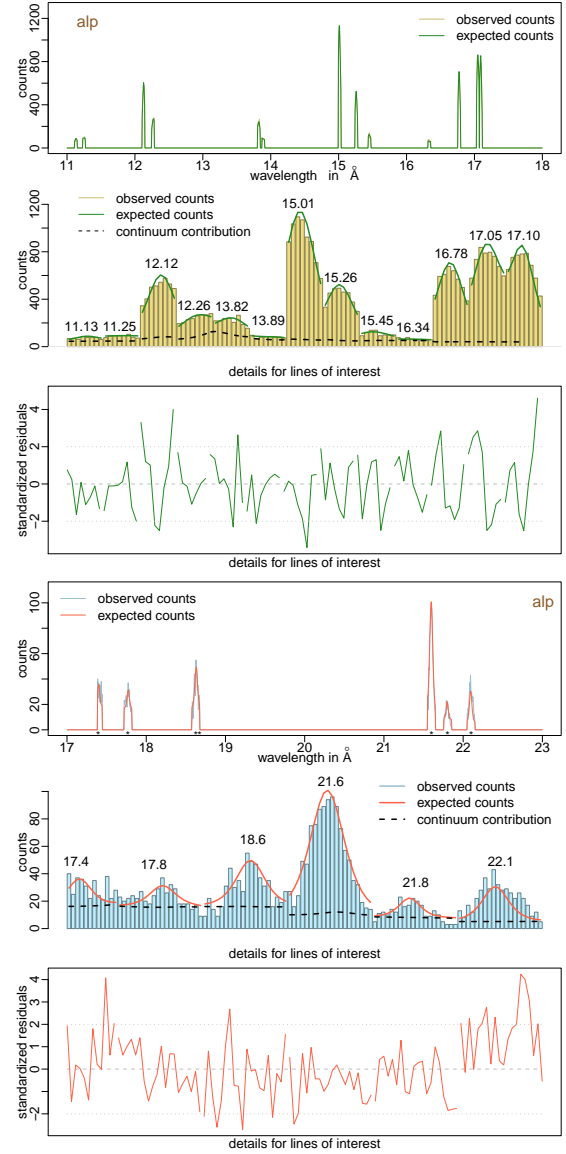 alp
observed counts
expected counts
counts
0 400 800 1200
11 12 13 14 15 16 17 18
wavelength in Å
observed counts
expected counts
continuum contribution
counts
0 400 800 1200
11.13 11.25 12.12 12.26 13.82 13.89 15.01 15.26 15.45 16.34 16.78 17.05 17.10
details for lines of interest
standardized residuals
−2 0 2 4
details for lines of interest
observed counts
expected counts
alp
counts
0 20 60 100
* * ** * * *
17 18 19 20 21 22 23
wavelength in Å
observed counts
expected counts
continuum contribution
counts
0 20 40 60 80
17.4 17.8 18.6 21.6 21.8 22.1
details for lines of interest
standardized residuals
−2 0 1 2 3 4
details for lines of interest